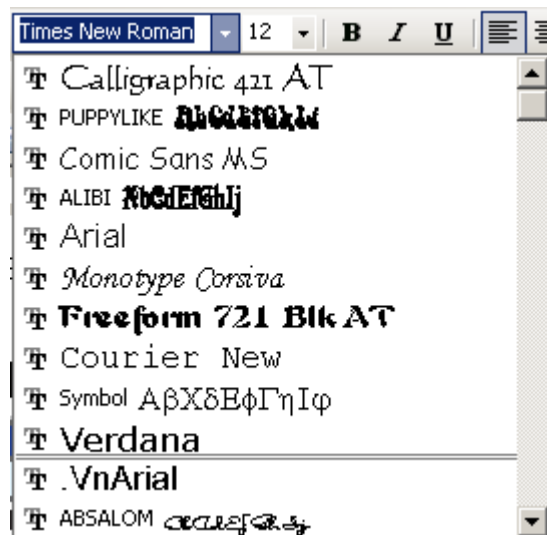 Times New Roman 12 B I U
Calligraphic 421 AT
PUPPYLIKE AbCdEfGhIj
Comic Sans MS
ALIBI AbCdEfGhIj
Arial
Monotype Corsiva
Freeform 721 Blk AT
Courier New
Symbol ΑβΧδΕφΓηΙφ
Verdana
.VnArial
ABSALOM